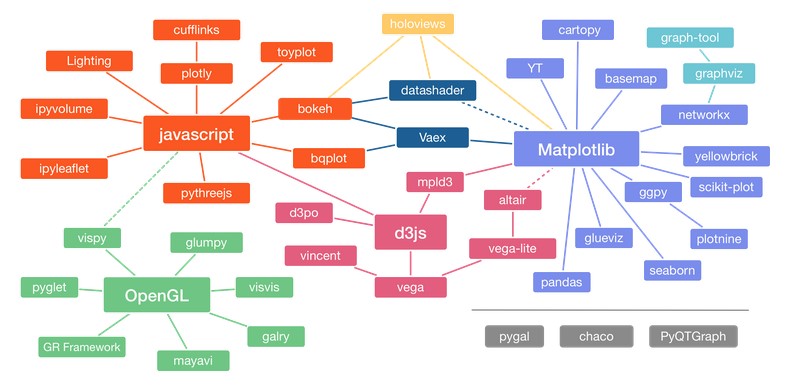 cufflinks
holoviews
cartopy
graph-tool
Lighting
toyplot
plotly
YT
basemap
graphviz
datashader
ipyvolume
bokeh
networkx
javascript
Vaex
Matplotlib
ipyleaflet
bqplot
yellowbrick
mpld3
scikit-plot
pythreejs
altair
ggpy
d3po
d3js
vispy
glumpy
vincent
vega-lite
glueviz
plotnine
pyglet
OpenGL
visvis
vega
pandas
seaborn
GR Framework
mayavi
galry
pygal
chaco
PyQTGraph